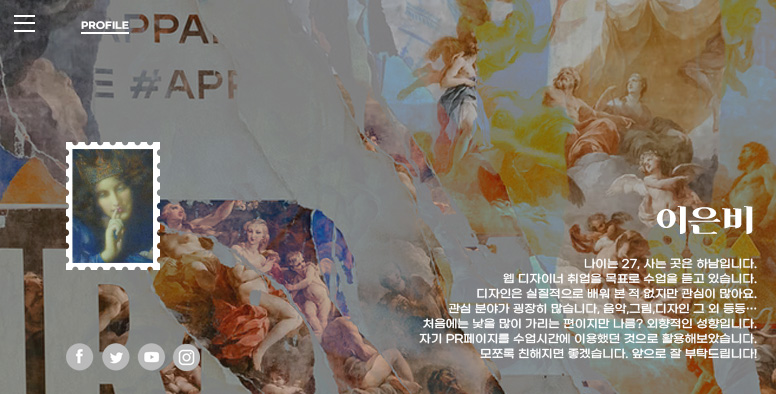 PROFILE
APPA
E #APP
이은비
나이는 27, 사는 곳은 하남입니다.
웹 디자이너 취업을 목표로 수업을 듣고 있습니다.
디자인은 실질적으로 배워 본 적 없지만 관심이 많아요.
관심 분야가 굉장히 많습니다, 음악,그림,디자인 그 외 등등…
처음에는 낯을 많이 가리는 편이지만 나름? 외향적인 성향입니다.
자기 PR페이지를 수업시간에 이용했던 것으로 활용해보았습니다.
모쪼록 친해지면 좋겠습니다. 앞으로 잘 부탁드립니다!